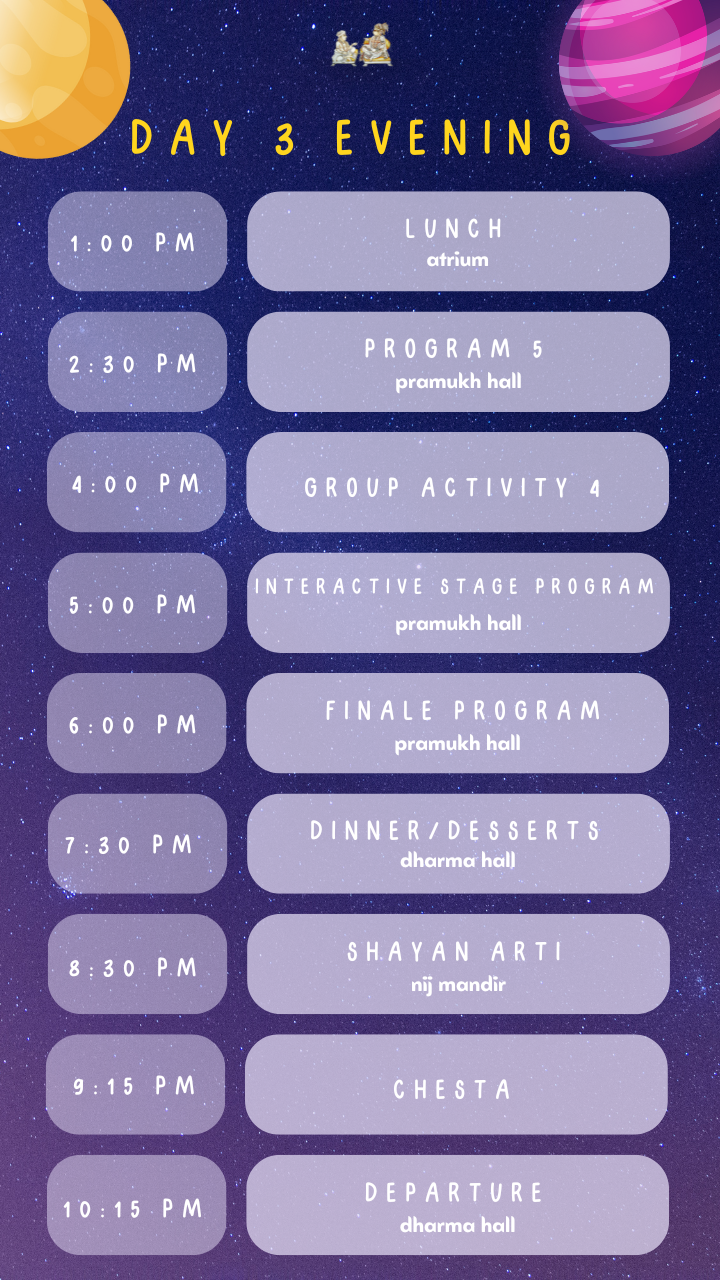 DAY 3 EVENING
1:00 PM
LUNCH
atrium
2:30 PM
PROGRAM 5
pramukh hall
4:00 PM
GROUP ACTIVITY 4
5:00 PM
INTERACTIVE STAGE PROGRAM
pramukh hall
6:00 PM
FINALE PROGRAM
pramukh hall
7:30 PM
DINNER/DESSERTS
dharma hall
8:30 PM
SHAYAN ARTI
nij mandir
9:15 PM
CHESTA
10:15 PM
DEPARTURE
dharma hall